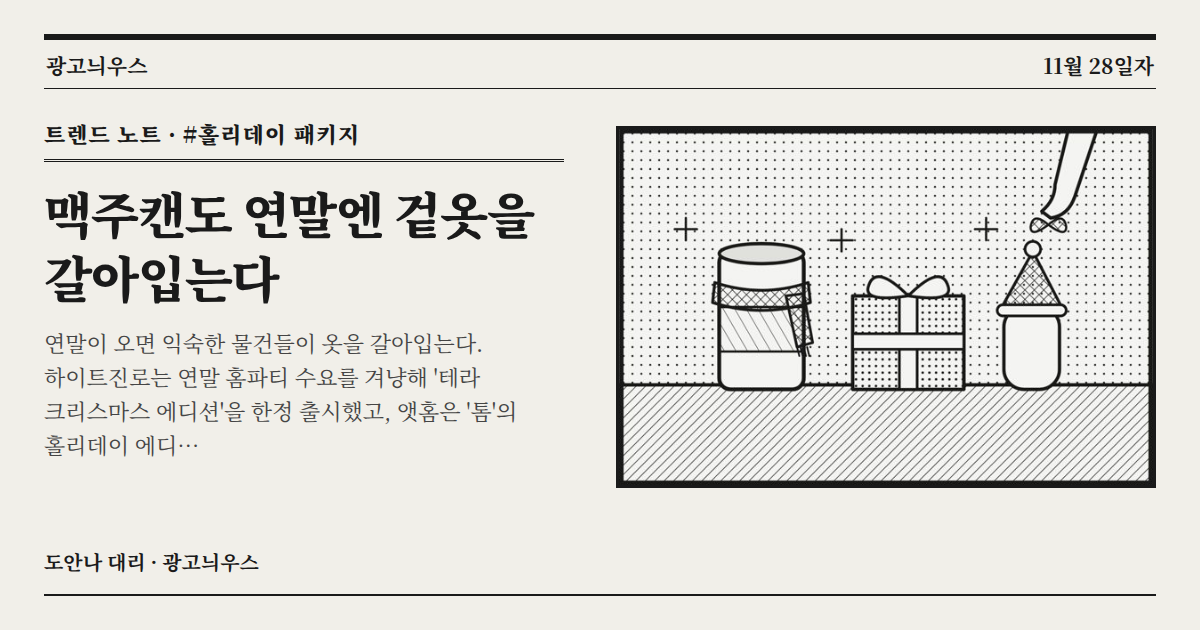 광고늬우스
11월 28일자
트렌드 노트 · #홀리데이 패키지
맥주캔도 연말엔 겉옷을
갈아입는다
연말이 오면 익숙한 물건들이 옷을 갈아입는다.
하이트진로는 연말 홈파티 수요를 겨냥해 '테라
크리스마스 에디션'을 한정 출시했고, 앳홈은 '톰'의
홀리데이 에디…
도안나 대리 · 광고늬우스